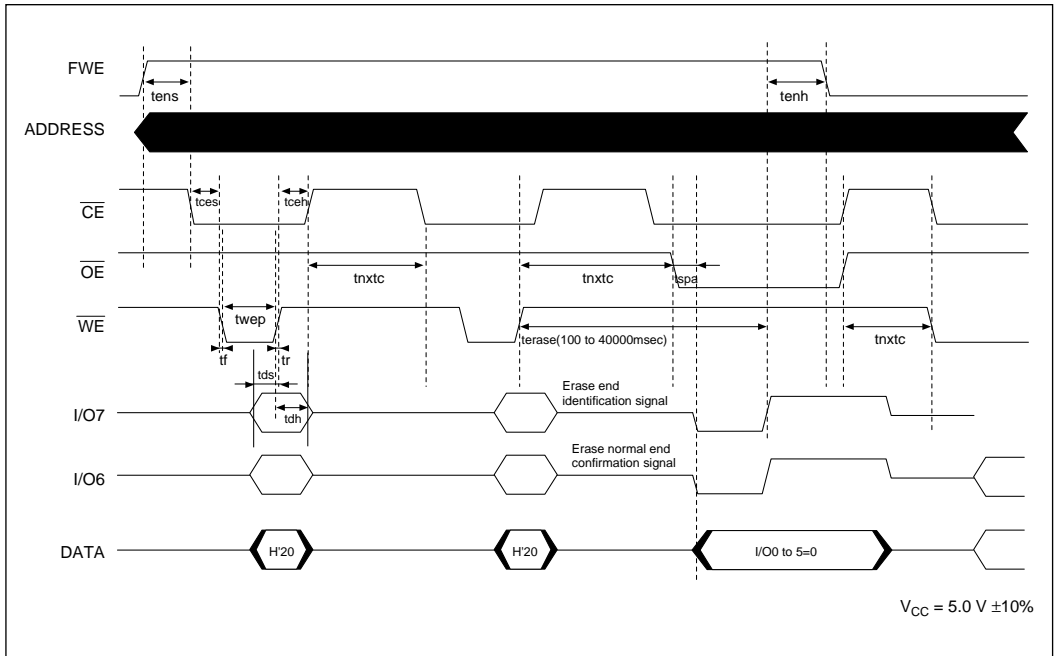 FWE
tens
tenh
ADDRESS
CE
tces
tceh
OE
tnxtc
tnxtc
tspa
WE
twep
terase(100 to 40000msec)
tnxtc
tf
tr
tds
Erase end
identification signal
I/O7
tdh
Erase normal end
confirmation signal
I/O6
DATA
H'20
H'20
I/O0 to 5=0
VCC = 5.0 V ±10%